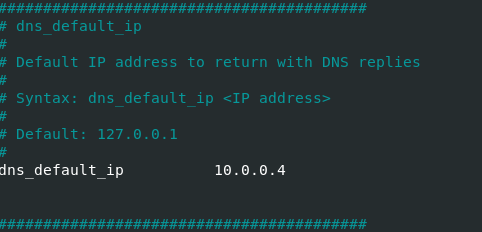 #########################################
# dns_default_ip
#
# Default IP address to return with DNS replies
#
# Syntax: dns_default_ip <IP address>
#
# Default: 127.0.0.1
#
dns_default_ip          10.0.0.4
#########################################